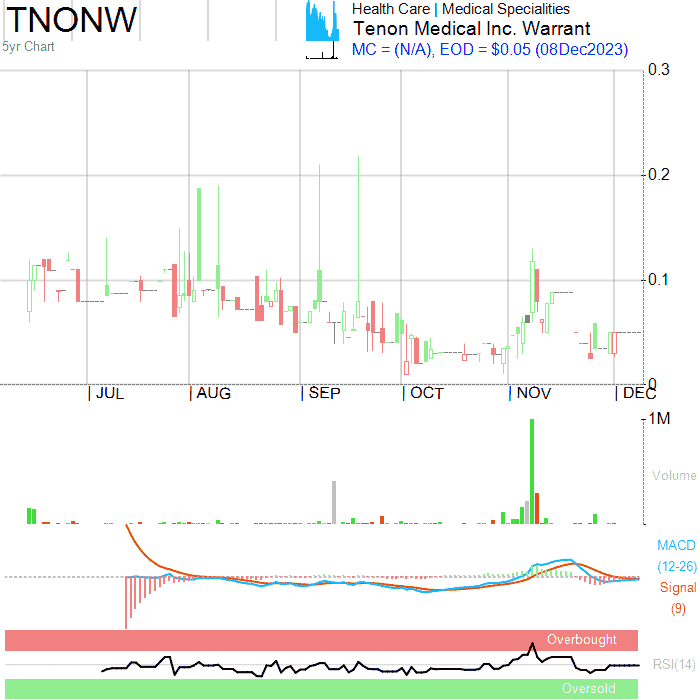 TNONW
5yr Chart
Health Care | Medical Specialities
Tenon Medical Inc. Warrant
MC = (N/A), EOD = $0.05 (08Dec2023)
0.3
0.2
0.1
0
JUL AUG SEP OCT NOV DEC
1M
Volume
MACD
(12-26)
Signal
(9)
Overbought
RSI(14)
Oversold